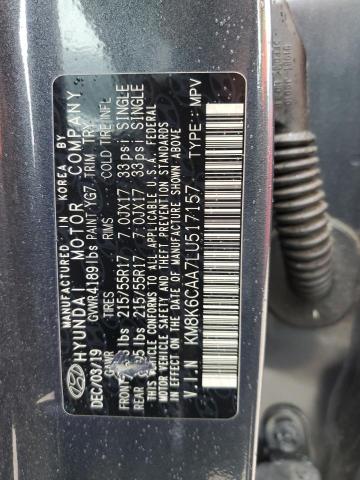 MANUFACTURED IN KOREA BY
HYUNDAI MOTOR COMPANY
DEC/03/19 GVWR4189lbs PAINT YG7 TRIM TRY
GAWR TIRES RIMS COLD TIRE INFL
FRONT lbs 215/55R17 7.0JX17 33psi SINGLE
REAR lbs 215/55R17 7.0JX17 33psi SINGLE
THIS VEHICLE CONFORMS TO ALL APPLICABLE U.S.A. FEDERAL
MOTOR VEHICLE SAFETY, BUMPER, AND THEFT PREVENTION
STANDARDS IN EFFECT ON THE DATE OF MANUFACTURE SHOWN ABOVE.
V.I.N KM8K6CAA7LU517157 TYPE: MPV